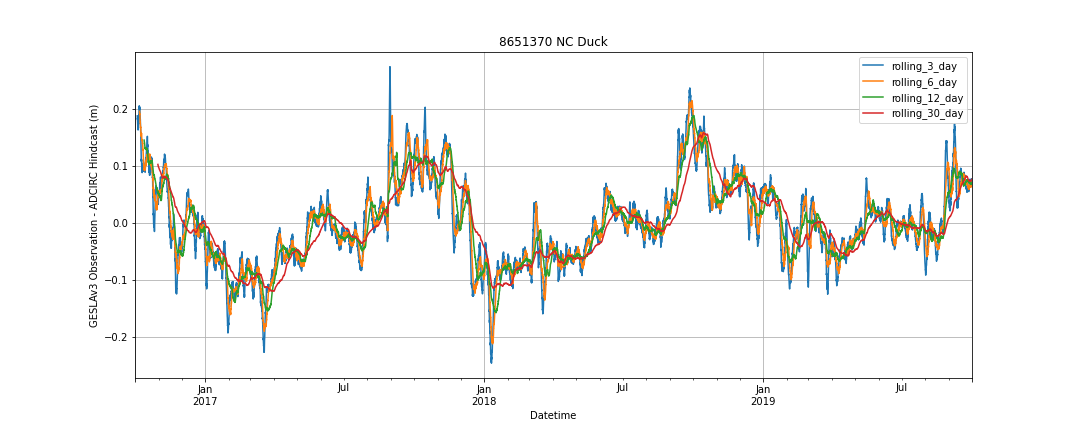 8651370 NC Duck
rolling_3_day
rolling_6_day
rolling_12_day
rolling_30_day
GESLAv3 Observation - ADCIRC Hindcast (m)
0.2
0.1
0.0
−0.1
−0.2
Jan
2017
Jul
Jan
2018
Jul
Jan
2019
Jul
Datetime